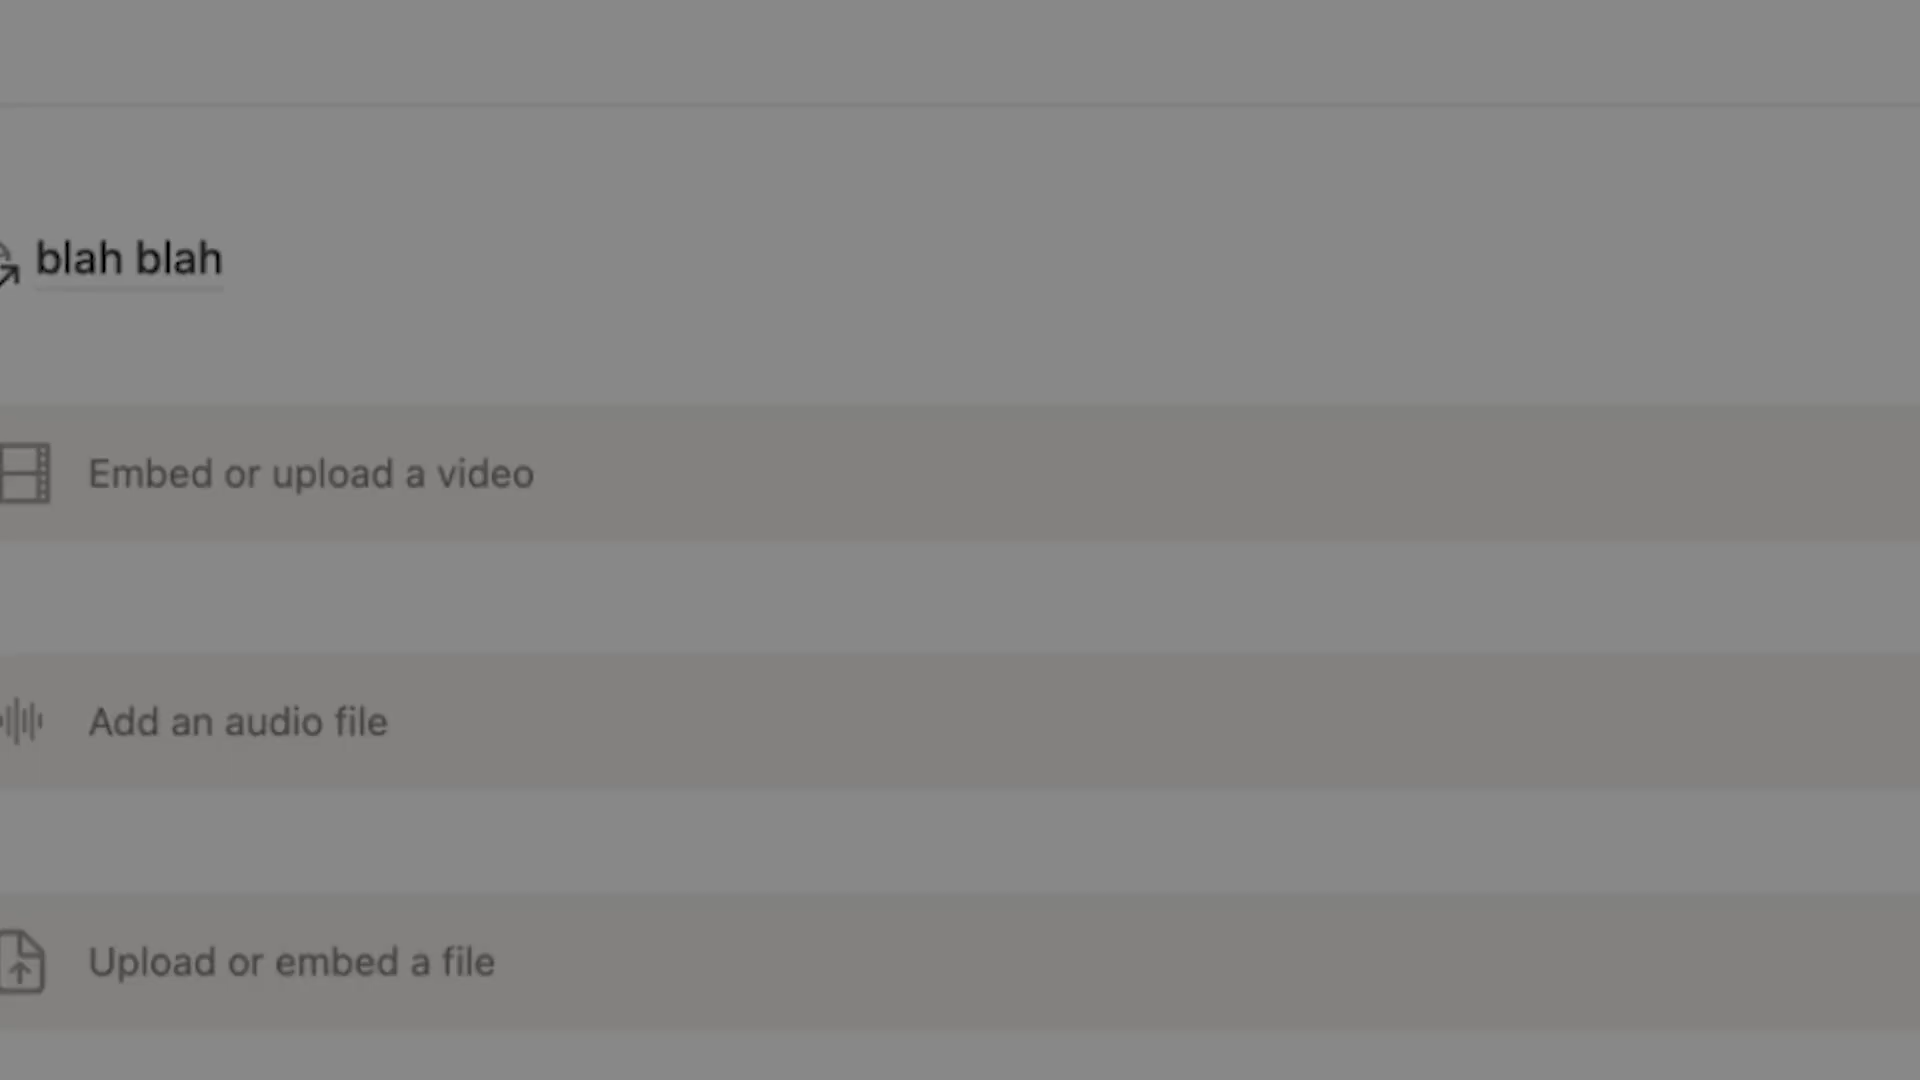 blah blah
Embed or upload a video
Add an audio file
Upload or embed a file